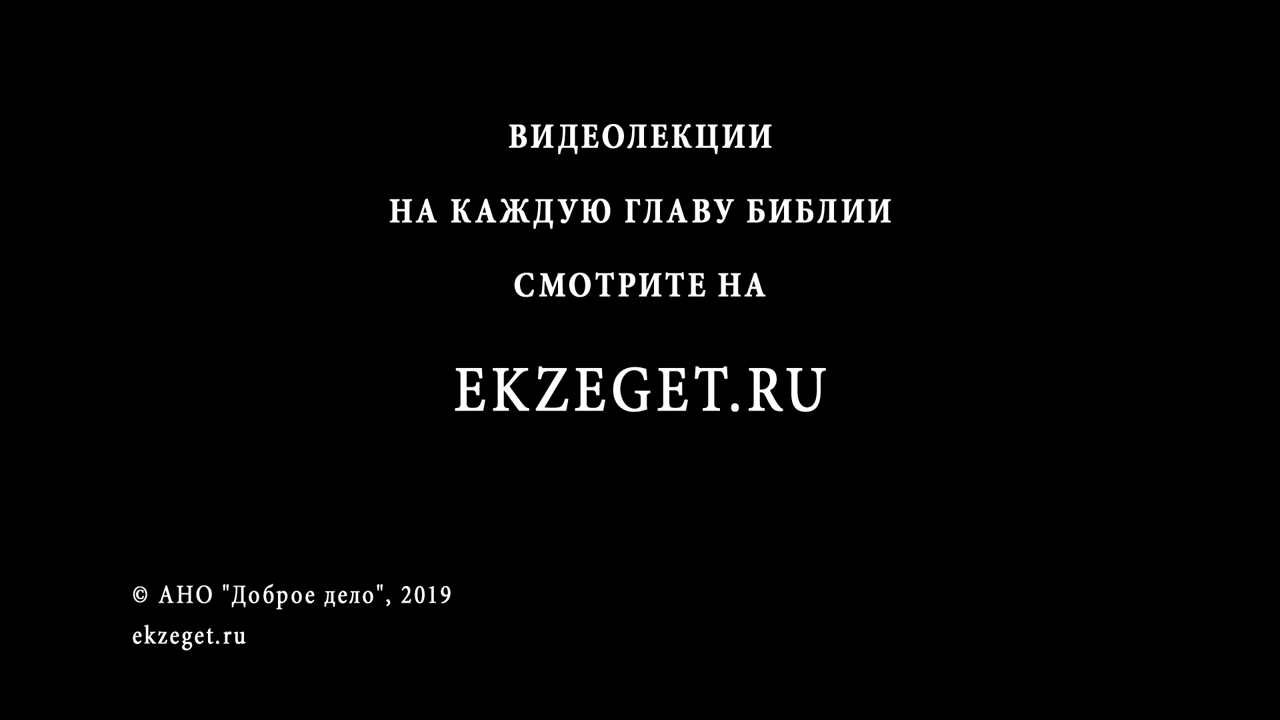 ВИДЕОЛЕКЦИИ
НА КАЖДУЮ ГЛАВУ БИБЛИИ
СМОТРИТЕ НА
EKZEGET.RU
© АНО "Доброе дело", 2019
ekzeget.ru